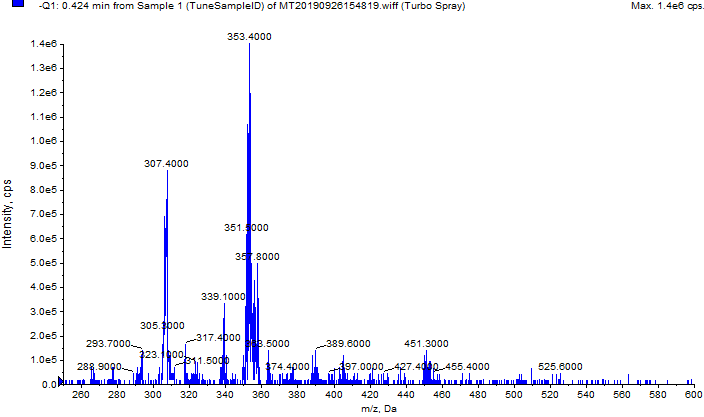 -Q1: 0.424 min from Sample 1 (TuneSampleID) of MT20190926154819.wiff (Turbo Spray)
Max. 1.4e6 cps.
353.4000
1.4e6
1.3e6
1.2e6
1.1e6
1.0e6
9.0e5
307.4000
8.0e5
7.0e5
351.5000
6.0e5
357.8000
5.0e5
4.0e5
339.1000
3.0e5
305.3000
2.0e5
293.7000
317.4000
389.6000
451.3000
1.0e5
288.9000
311.5000
374.4000
397.0000
427.4000
455.4000
525.6000
0.0
260 280 300 320 340 360 380 400 420 440 460 480 500 520 540 560 580 600
m/z, Da
Intensity, cps